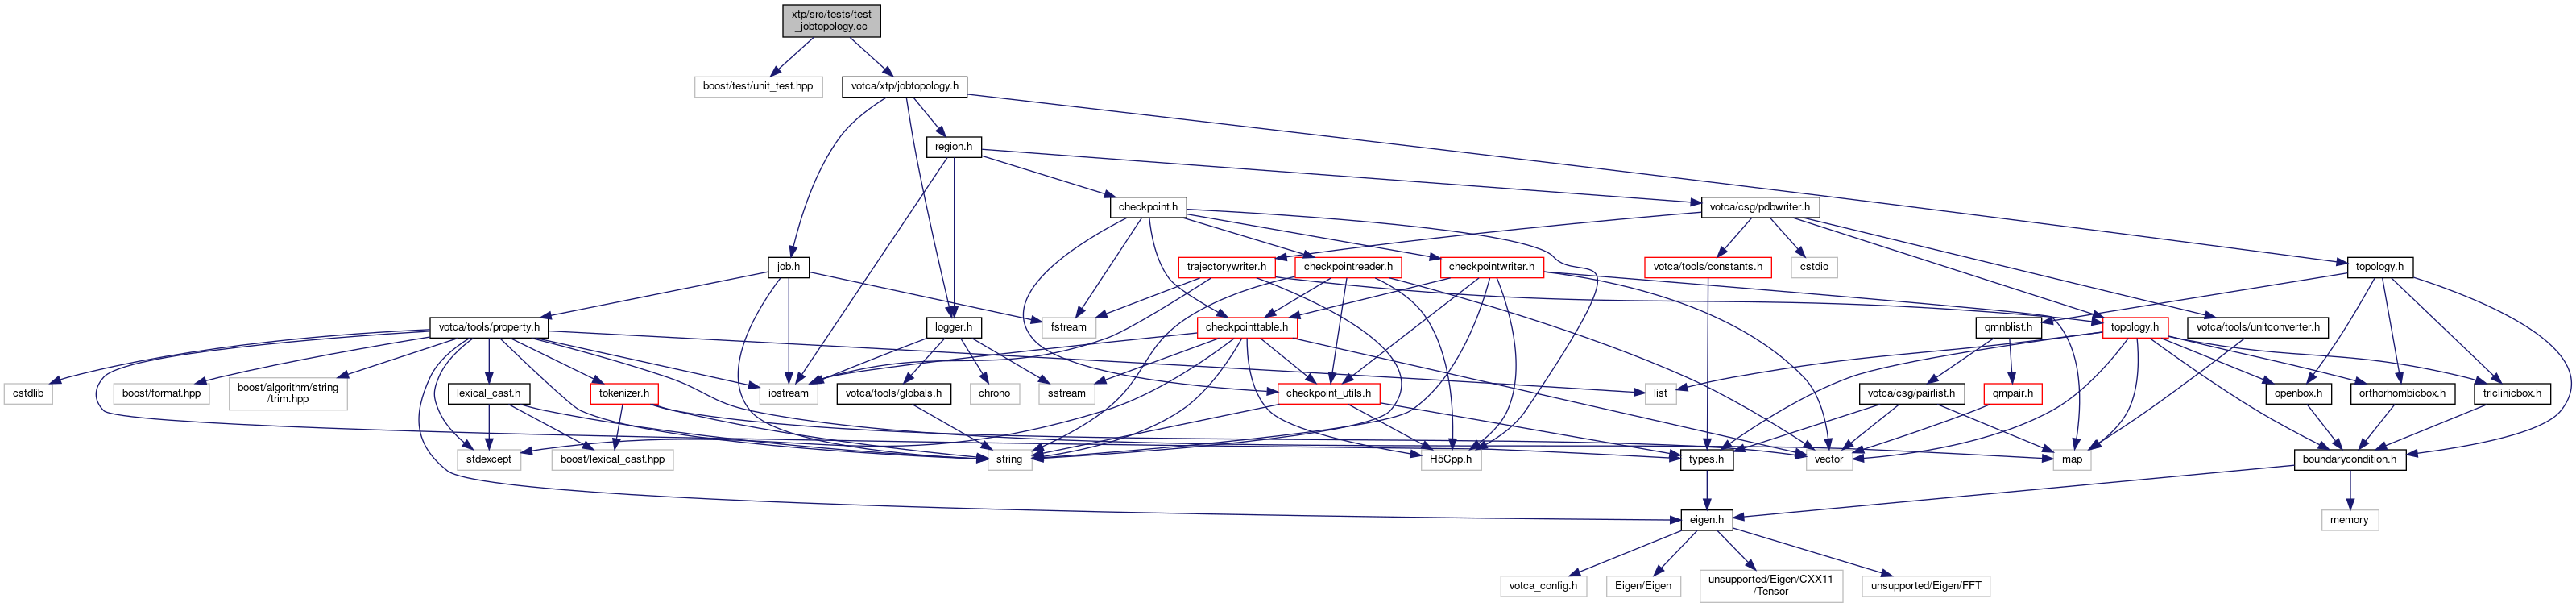 xtp/src/tests/test
_jobtopology.cc
boost/test/unit_test.hpp
votca/xtp/jobtopology.h
region.h
checkpoint.h
votca/csg/pdbwriter.h
job.h
trajectorywriter.h
checkpointreader.h
checkpointwriter.h
votca/tools/constants.h
cstdio
topology.h
votca/tools/property.h
logger.h
fstream
checkpointtable.h
qmnblist.h
topology.h
votca/tools/unitconverter.h
cstdlib
boost/format.hpp
boost/algorithm/string
/trim.hpp
lexical_cast.h
tokenizer.h
iostream
votca/tools/globals.h
chrono
sstream
checkpoint_utils.h
list
votca/csg/pairlist.h
qmpair.h
openbox.h
orthorhombicbox.h
triclinicbox.h
stdexcept
boost/lexical_cast.hpp
string
H5Cpp.h
types.h
vector
map
boundarycondition.h
eigen.h
memory
votca_config.h
Eigen/Eigen
unsupported/Eigen/CXX11
/Tensor
unsupported/Eigen/FFT